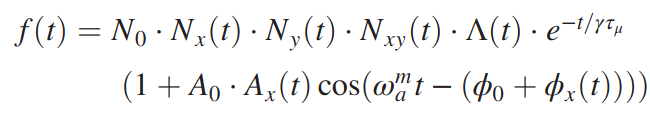 f(t) = N₀ · Nₓ(t) · N_y(t) · N_xy(t) · Λ(t) · e^{−t/γτ_μ}
(1 + A₀ · Aₓ(t) cos(ω_a^m t − (ϕ₀ + ϕₓ(t))))